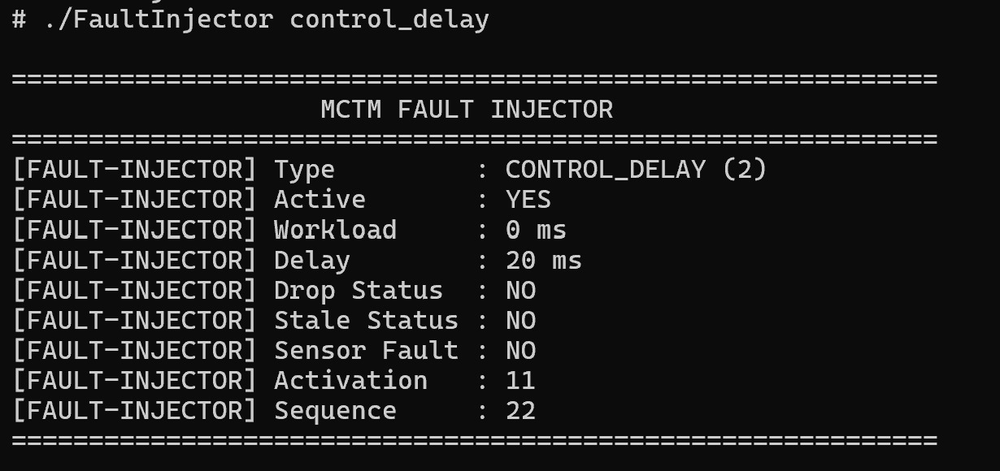 # ./FaultInjector control_delay
============================================================
MCTM FAULT INJECTOR
============================================================
[FAULT-INJECTOR] Type         : CONTROL_DELAY (2)
[FAULT-INJECTOR] Active       : YES
[FAULT-INJECTOR] Workload     : 0 ms
[FAULT-INJECTOR] Delay        : 20 ms
[FAULT-INJECTOR] Drop Status  : NO
[FAULT-INJECTOR] Stale Status : NO
[FAULT-INJECTOR] Sensor Fault : NO
[FAULT-INJECTOR] Activation   : 11
[FAULT-INJECTOR] Sequence     : 22
============================================================